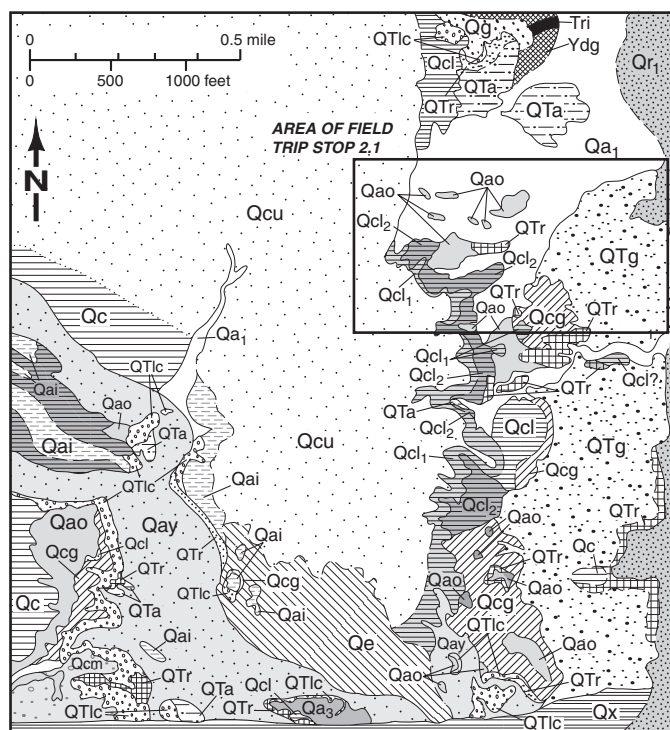 0 0.5 mile
0 500 1000 feet
N
QTlc
Qg
Tri
Ydg
Qcl
QTr
QTa
Qr1
QTa
Qa1
AREA OF FIELD
TRIP STOP 2.1
Qao
Qao
Qcu
QTr
Qcl2
Qcl2
QTg
Qcl1
Qao
QTr
QTr
Qcg
Qc
Qa1
QTlc
Qcl1
Qcl2
QTr
Qcl?
Qai
Qao
QTa
Qcu
QTa
Qcl2
Qcl
QTg
Qai
QTlc
Qai
Qcl1
Qcg
Qcl2
Qao
Qay
Qao
QTr
Qcg
Qcl
QTr
Qai
QTr
Qc
Qc
QTr
QTlc
Qcg
Qao
Qao
QTa
Qai
Qcg
QTlc
Qai
Qe
Qay
Qao
Qcm
QTr
Qao
QTr
QTlc
QTa
Qcl
QTlc
QTr
Qa3
QTlc
Qx